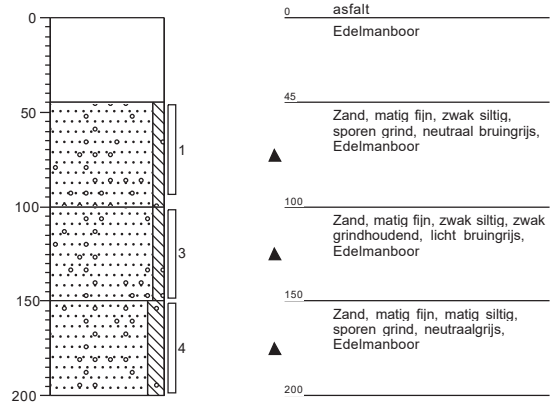 0
50
100
150
200
1
3
4
0 asfalt
Edelmanboor
45
Zand, matig fijn, zwak siltig,
sporen grind, neutraal bruingrijs,
Edelmanboor
100
Zand, matig fijn, zwak siltig, zwak
grindhoudend, licht bruingrijs,
Edelmanboor
150
Zand, matig fijn, matig siltig,
sporen grind, neutraalgrijs,
Edelmanboor
200